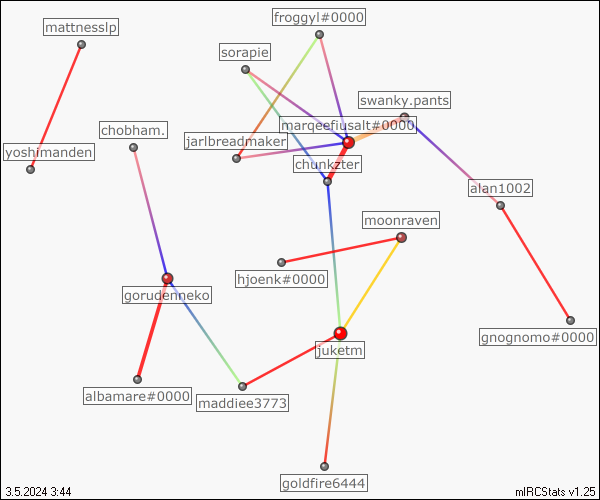 froggyl#0000
mattnesslp
sorapie
swanky.pants
marqeefiusalt#0000
chobham.
jarlbreadmaker
yoshimanden
chunkzter
alan1002
moonraven
hjoenk#0000
gorudenneko
gnognomo#0000
juketm
albamare#0000
maddiee3773
goldfire6444
3.5.2024 3:44
mIRCStats v1.25